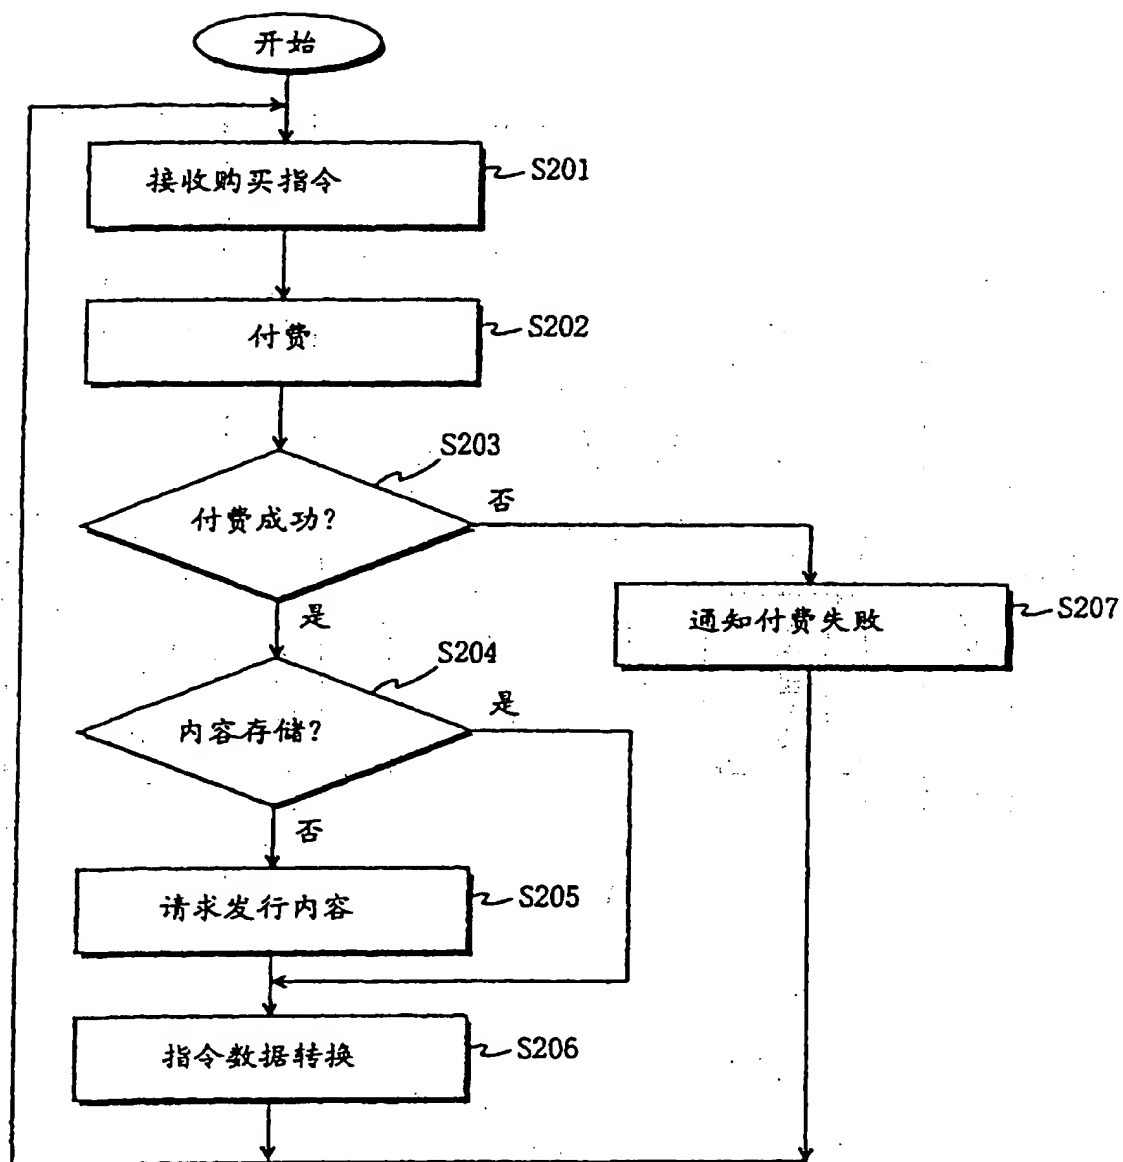 开始
接收购买指令
S201
付费
S202
S203
付费成功?
否
是
通知付费失败
S207
S204
内容存储?
是
否
请求发行内容
S205
指令数据转换
S206